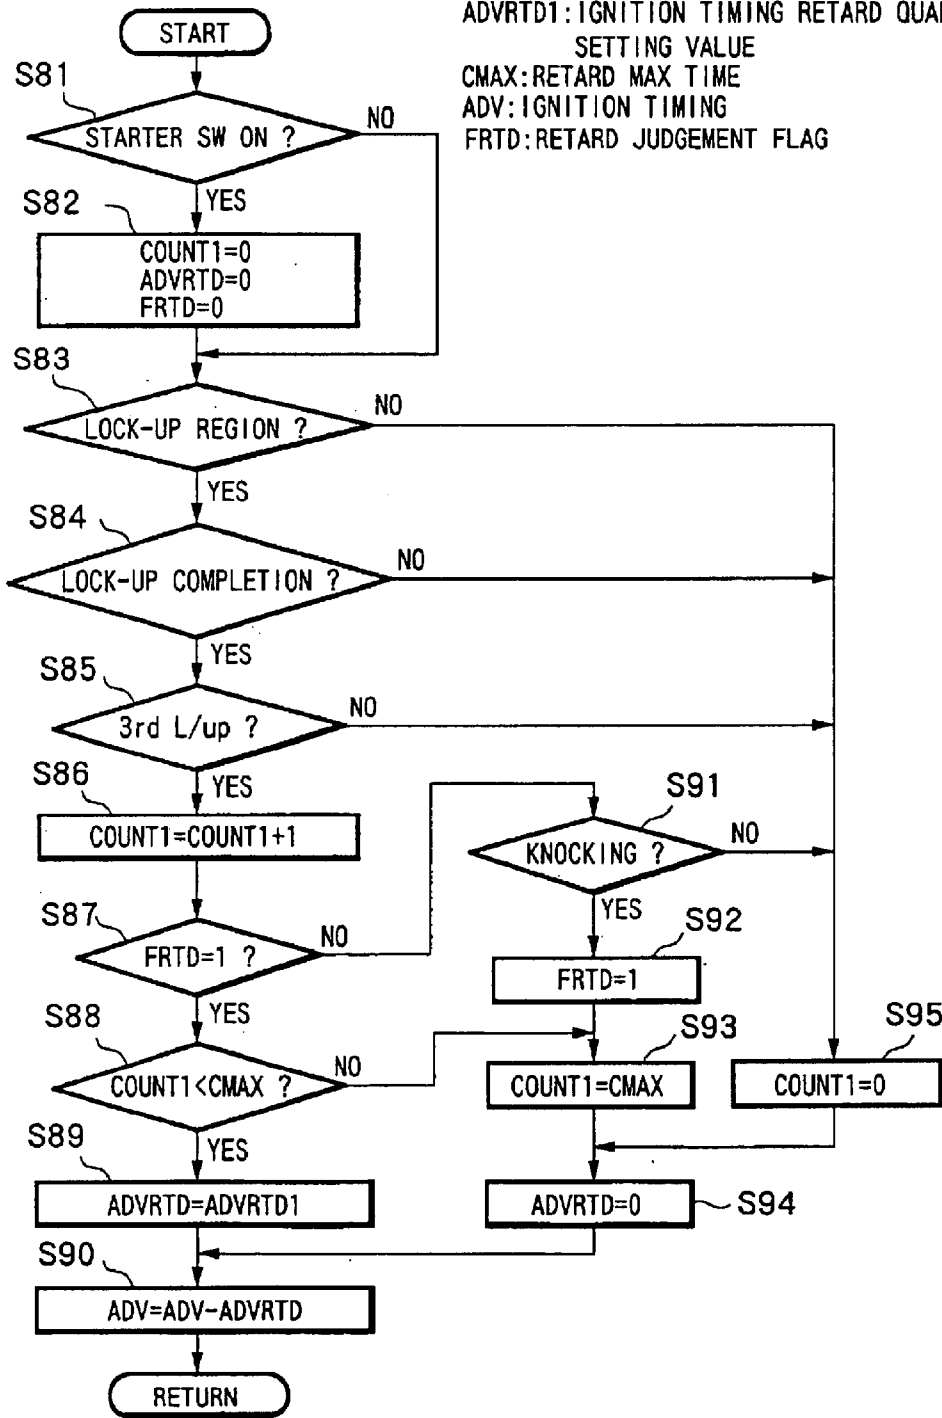 START
ADVRTD1:IGNITION TIMING RETARD
SETTING VALUE
CMAX:RETARD MAX TIME
ADV:IGNITION TIMING
FRTD:RETARD JUDGEMENT FLAG
S81
STARTER SW ON ?
NO
YES
S82
COUNT1=0
ADVRTD=0
FRTD=0
S83
LOCK-UP REGION ?
NO
YES
S84
LOCK-UP COMPLETION ?
NO
YES
S85
3rd L/up ?
NO
YES
S86
COUNT1=COUNT1+1
S91
KNOCKING ?
NO
YES
S87
FRTD=1 ?
NO
YES
S92
FRTD=1
S88
COUNT1<CMAX ?
NO
YES
S93
COUNT1=CMAX
S95
COUNT1=0
S89
ADVRTD=ADVRTD1
ADVRTD=0
S94
S90
ADV=ADV-ADVRTD
RETURN